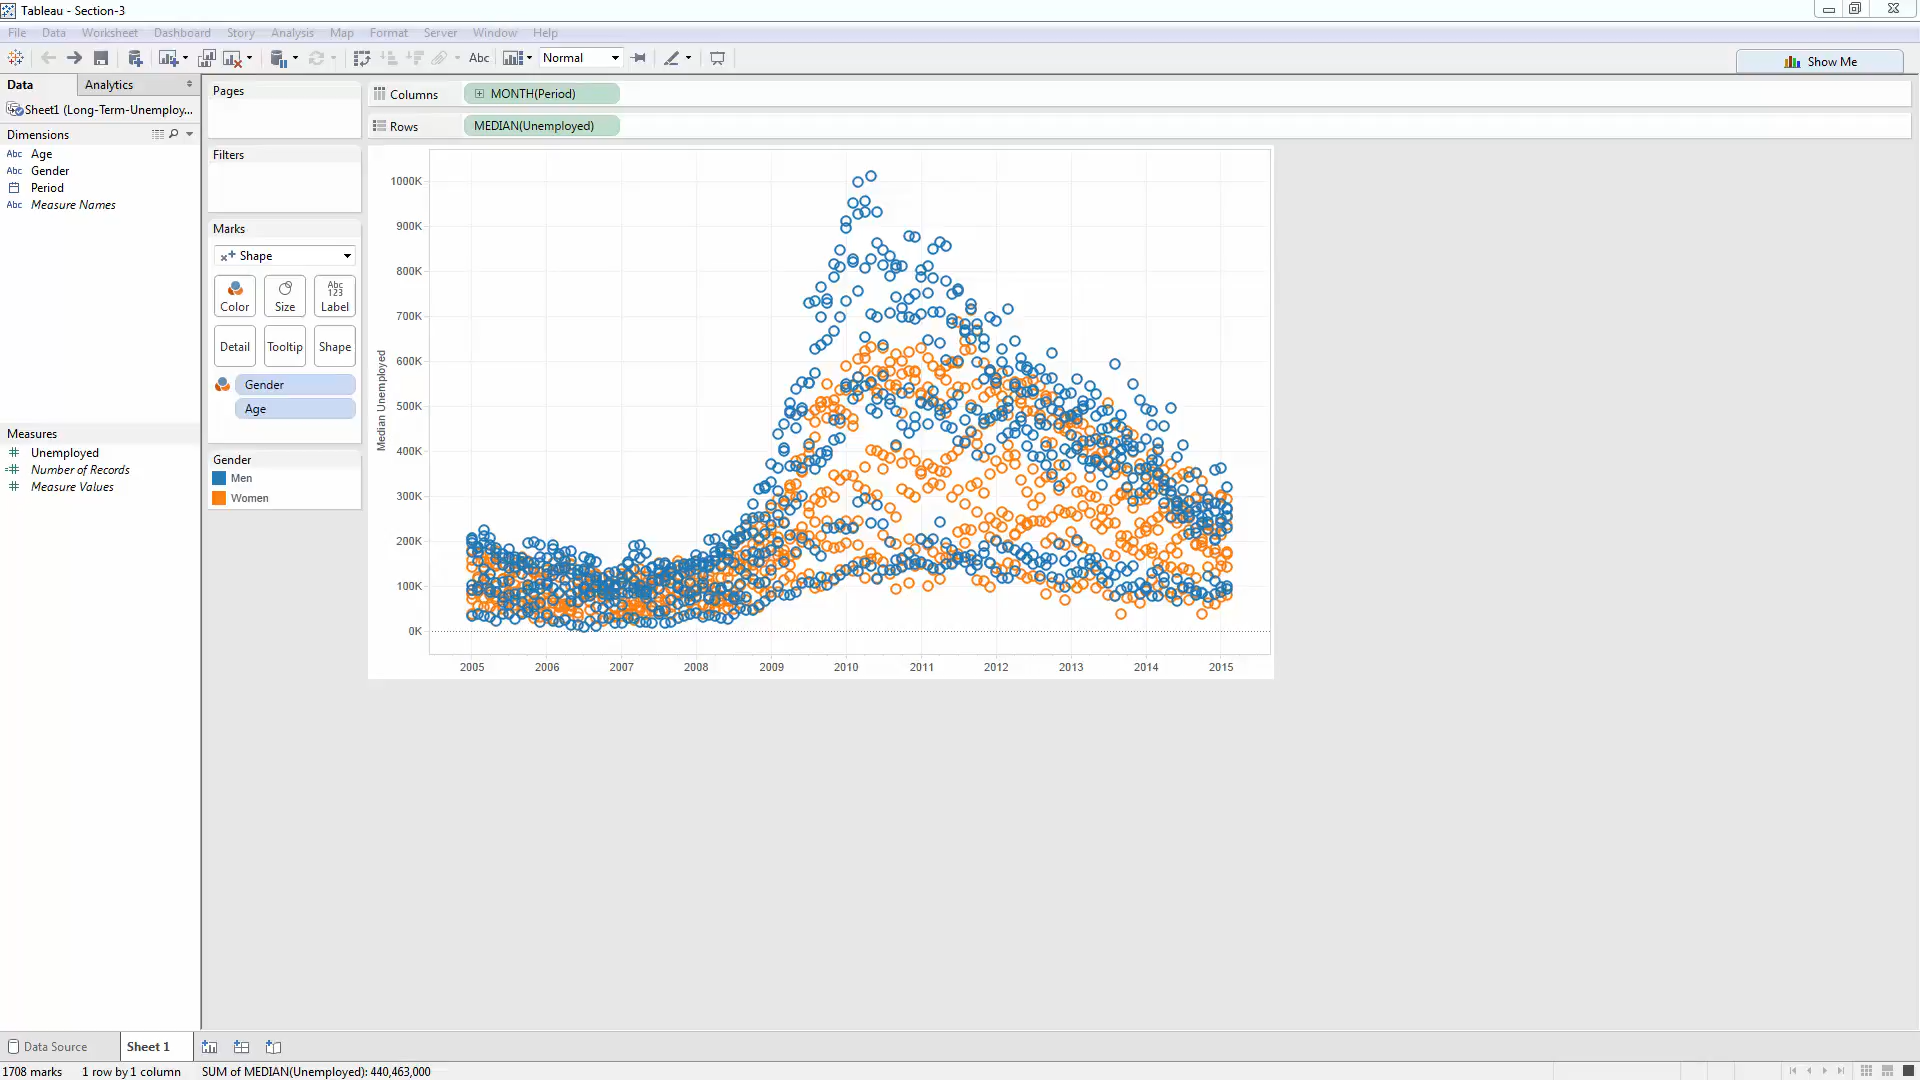 Tableau - Section-3
File Data Worksheet Dashboard Story Analysis Map Format Server Window Help
Abc Normal Show Me
Data Analytics
Sheet1 (Long-Term-Unemploy...
Dimensions
Abc Age
Abc Gender
Period
Abc Measure Names
Measures
Unemployed
Number of Records
Measure Values
Pages
Filters
Marks
Shape
Color
Size
Abc
123
Label
Detail
Tooltip
Shape
Gender
Age
Gender
Men
Women
Columns MONTH(Period)
Rows MEDIAN(Unemployed)
Median Unemployed
1000K
900K
800K
700K
600K
500K
400K
300K
200K
100K
0K
2005 2006 2007 2008 2009 2010 2011 2012 2013 2014 2015
Data Source Sheet 1
1708 marks 1 row by 1 column SUM of MEDIAN(Unemployed): 440,463,000